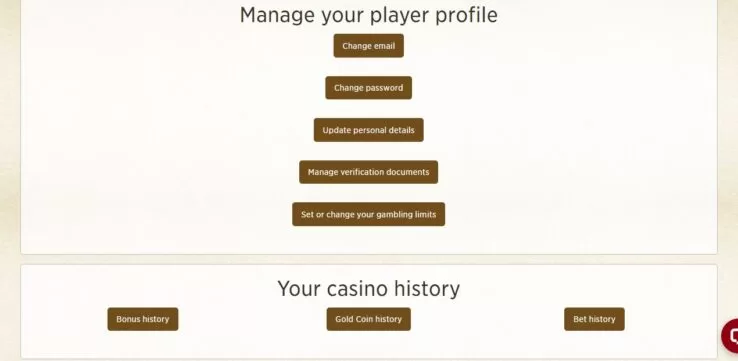 Manage your player profile
Change email
Change password
Update personal details
Manage verification documents
Set or change your gambling limits
Your casino history
Bonus history
Gold Coin history
Bet history